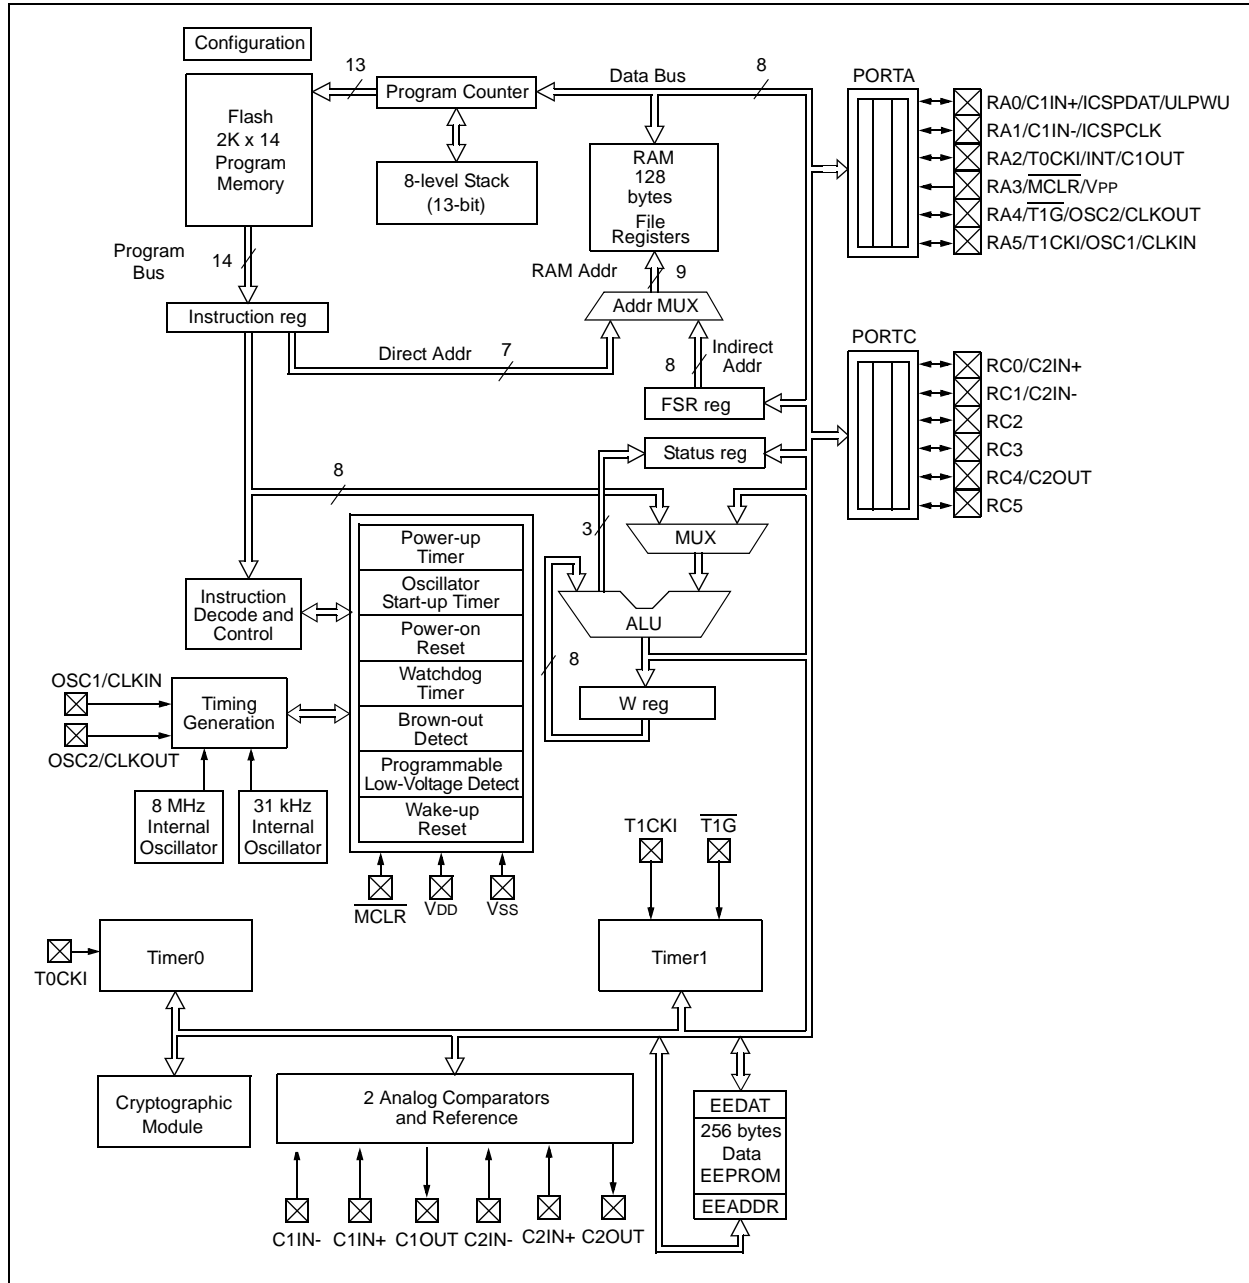 Configuration
13
Data Bus
8
PORTA
Flash
2K x 14
Program
Memory
Program Counter
8-level Stack
(13-bit)
RAM
128
bytes
File
Registers
RA0/C1IN+/ICSPDAT/ULPWU
RA1/C1IN-/ICSPCLK
RA2/T0CKI/INT/C1OUT
RA3/MCLR/VPP
RA4/T1G/OSC2/CLKOUT
RA5/T1CKI/OSC1/CLKIN
Program
Bus
14
RAM Addr
9
Addr MUX
Instruction reg
Direct Addr
7
8
Indirect
Addr
FSR reg
Status reg
PORTC
RC0/C2IN+
RC1/C2IN-
RC2
RC3
RC4/C2OUT
RC5
8
3
MUX
ALU
8
W reg
Instruction
Decode and
Control
Power-up
Timer
Oscillator
Start-up Timer
Power-on
Reset
Watchdog
Timer
Brown-out
Detect
Programmable
Low-Voltage Detect
Wake-up
Reset
OSC1/CLKIN
Timing
Generation
OSC2/CLKOUT
8 MHz
Internal
Oscillator
31 kHz
Internal
Oscillator
MCLR
VDD
VSS
T1CKI
T1G
T0CKI
Timer0
Timer1
Cryptographic
Module
2 Analog Comparators
and Reference
EEDAT
256 bytes
Data
EEPROM
EEADDR
C1IN-
C1IN+
C1OUT
C2IN-
C2IN+
C2OUT